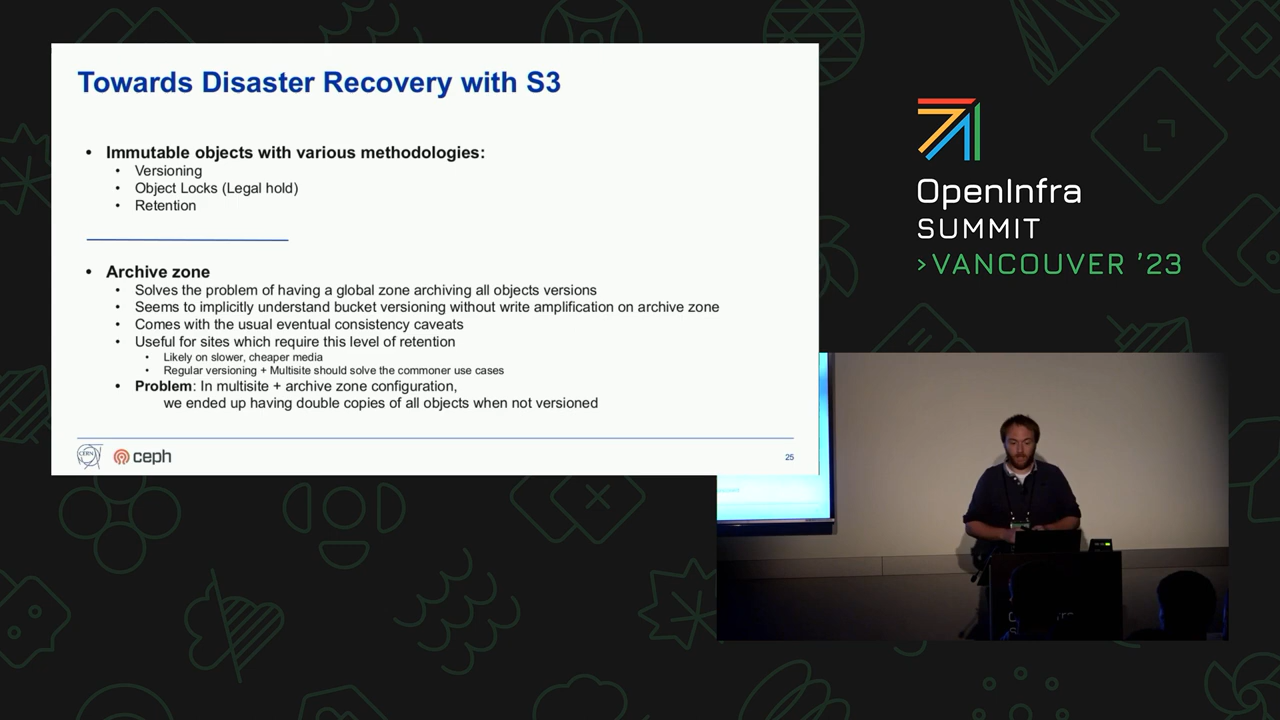 Towards Disaster Recovery with S3
• Immutable objects with various methodologies:
• Versioning
• Object Locks (Legal hold)
• Retention
• Archive zone
• Solves the problem of having a global zone archiving all objects versions
• Seems to implicitly understand bucket versioning without write amplification on archive zone
• Comes with the usual eventual consistency caveats
• Useful for sites which require this level of retention
• Likely on slower, cheaper media
• Regular versioning + Multisite should solve the commoner use cases
• Problem: In multisite + archive zone configuration,
we ended up having double copies of all objects when not versioned
CERN ceph
25
OpenInfra
SUMMIT
>VANCOUVER ’23